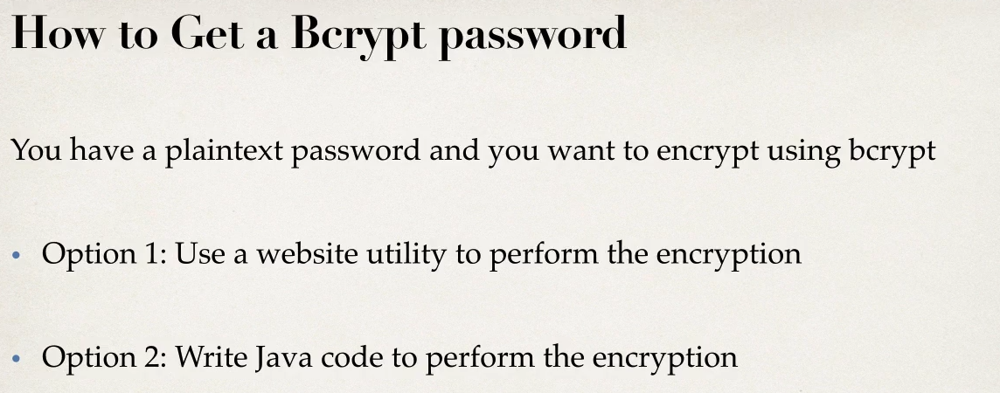 How to Get a Bcrypt password
You have a plaintext password and you want to encrypt using bcrypt
• Option 1: Use a website utility to perform the encryption
• Option 2: Write Java code to perform the encryption